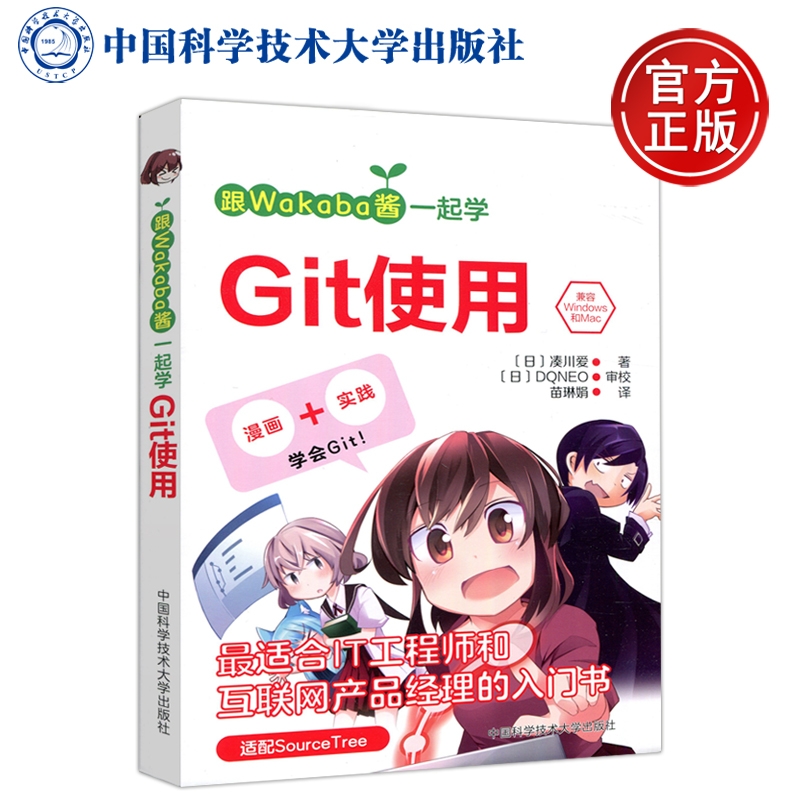 中国科学技术大学出版社
1985
USTCP
官方
正版
跟Wakaba酱一起学
Git使用
兼容
Windows
和Mac
〔日〕凑川爱●著
〔日〕DQNEO●审校
苗琳娟●译
漫画+实践
学会Git!
最适合IT工程师和
互联网产品经理的入门书
适配SourceTree
中国科学技术大学出版社
跟Wakaba酱一起学
Git使用
中国科学技术大学出版社